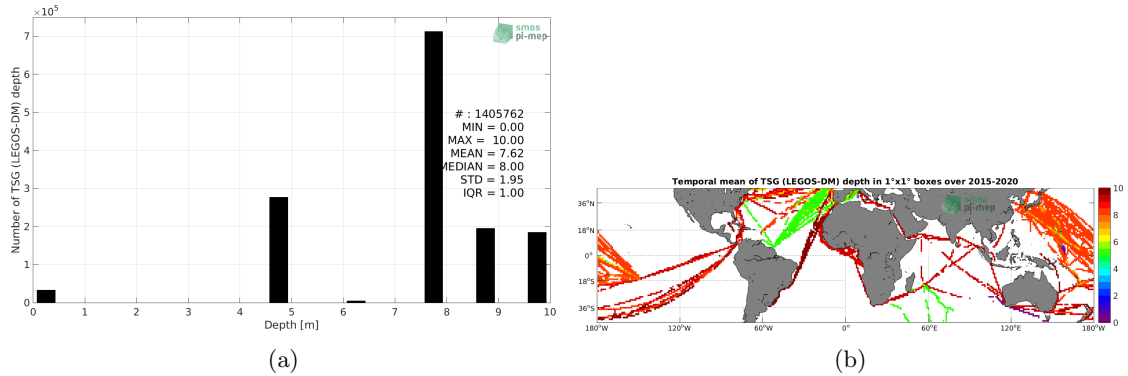 ×10⁵
7
6
5
4
3
2
1
0
Number of TSG (LEGOS-DM) depth
smos
pi-mep
# : 1405762
MIN = 0.00
MAX = 10.00
MEAN = 7.62
MEDIAN = 8.00
STD = 1.95
IQR = 1.00
0 1 2 3 4 5 6 7 8 9 10
Depth [m]
(a)
Temporal mean of TSG (LEGOS-DM) depth in 1°x1° boxes over 2015-2020
smos
pi-mep
36°N
18°N
0°
18°S
36°S
180°W 120°W 60°W 0° 60°E 120°E 180°W
10
8
6
4
2
0
(b)